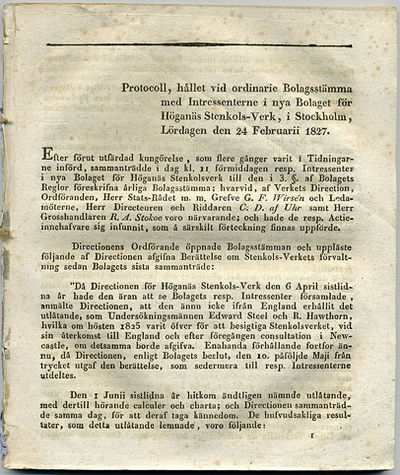 Protocoll, hållet vid ordinarie Bolagsstämma
med Intressenterne i nya Bolaget för
Höganäs Stenkols-Verk, i Stockholm,
Lördagen den 24 Februarii 1827.
Efter förut utfärdad kungörelse, som flere gånger varit i Tidningar-
ne införd, sammanträdde i dag kl. 11 förmiddagen resp. Intressenter
i nya Bolaget för Höganäs Stenkolsverk till den i 3. §. af Bolagets
Reglor föreskrifna årliga Bolagsstämma; hvarvid, af Verkets Direction,
Ordföranden, Herr Stats-Rådet m. m. Grefve G. F. Wirsén och Leda-
möterne, Herr Directeuren och Riddaren C. D. af Uhr samt Herr
Grosshandlaren R. A. Stokoe voro närvarande; och hade de resp. Actie-
innehafvare sig infunnit, som å särskilt förteckning finnas uppförde.
Directionens Ordförande öppnade Bolagsstämman och uppläste
följande af Directionen afgifna Berättelse om Stenkols-Verkets förvalt-
ning sedan Bolagets sista sammanträde:
"Då Directionen för Höganäs Stenkols-Verk den 6 April sistlid-
na år hade den äran att se Bolagets resp. Intressenter församlade,
anmälte Directionen, att den ännu icke ifrån England erhållit det
utlåtande, som Undersökningsmännen Edward Steel och R. Hawthorn,
hvilka om hösten 1825 varit öfver för att besigtiga Stenkolsverket, vid
sin återkomst till England och efter föregången consultation i New-
castle, om detsamma borde afgifva. Enahanda förhållande fortfor än-
nu, då Directionen, enligt Bolagets beslut, den 10. påföljde Maji från
trycket utgaf den berättelse, som sedermera till resp. Intressenterne
utdeltes.
Den 1 Junii sistlidna år hitkom ändtligen nämnde utlåtande,
med dertill hörande calculer och charta; och Directionen sammanträd-
de samma dag, för att deraf taga kännedom. De hufvudsakliga resul-
tater, som detta utlåtande lemnade, voro följande:
1